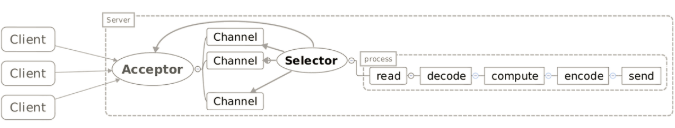 Server
Client
Client
Client
Acceptor
Channel
Channel
Channel
Selector
process
read
decode
compute
encode
send